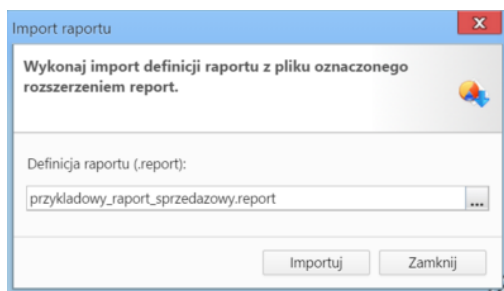 Import raportu
Wykonaj import definicji raportu z pliku oznaczonego
rozszerzeniem report.
Definicja raportu (.report):
przykladowy_raport_sprzedazowy.report
...
Importuj
Zamknij